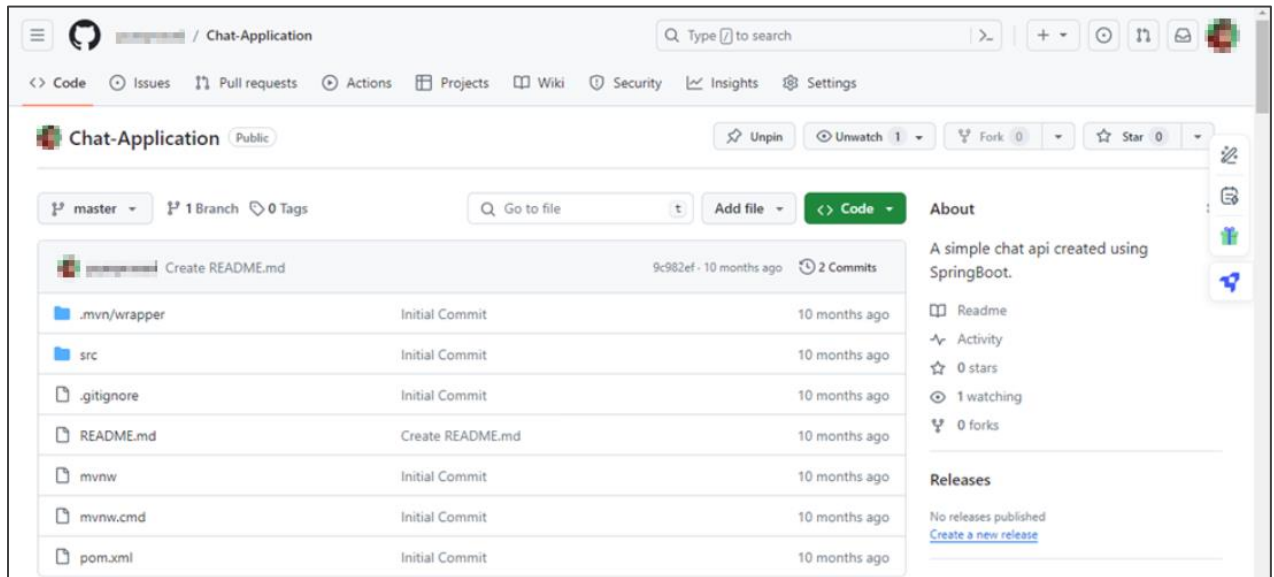 / Chat-Application
Type / to search
Code Issues Pull requests Actions Projects Wiki Security Insights Settings
Chat-Application Public
Unpin Unwatch 1 Fork 0 Star 0
master 1 Branch 0 Tags Go to file t Add file Code
Create README.md 9c982ef · 10 months ago 2 Commits
.mvn/wrapper Initial Commit 10 months ago
src Initial Commit 10 months ago
.gitignore Initial Commit 10 months ago
README.md Create README.md 10 months ago
mvnw Initial Commit 10 months ago
mvnw.cmd Initial Commit 10 months ago
pom.xml Initial Commit 10 months ago
About
A simple chat api created using
SpringBoot.
Readme
Activity
0 stars
1 watching
0 forks
Releases
No releases published
Create a new release